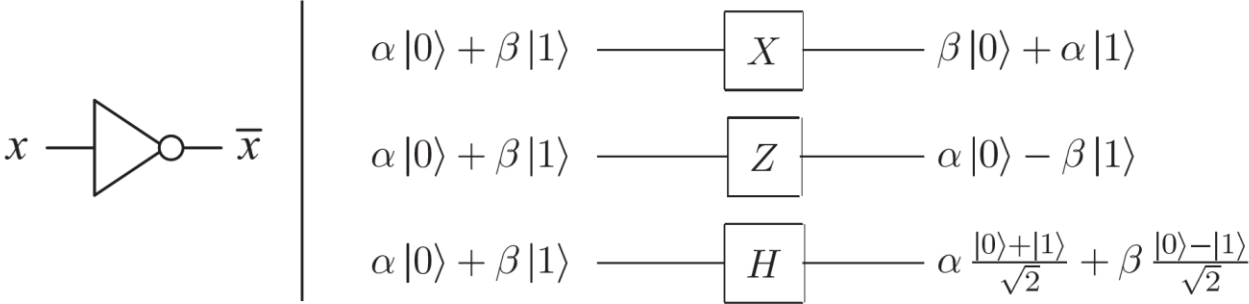 x x̅
α|0⟩ + β|1⟩ X β|0⟩ + α|1⟩
α|0⟩ + β|1⟩ Z α|0⟩ − β|1⟩
α|0⟩ + β|1⟩ H α (|0⟩+|1⟩)/√2 + β (|0⟩−|1⟩)/√2